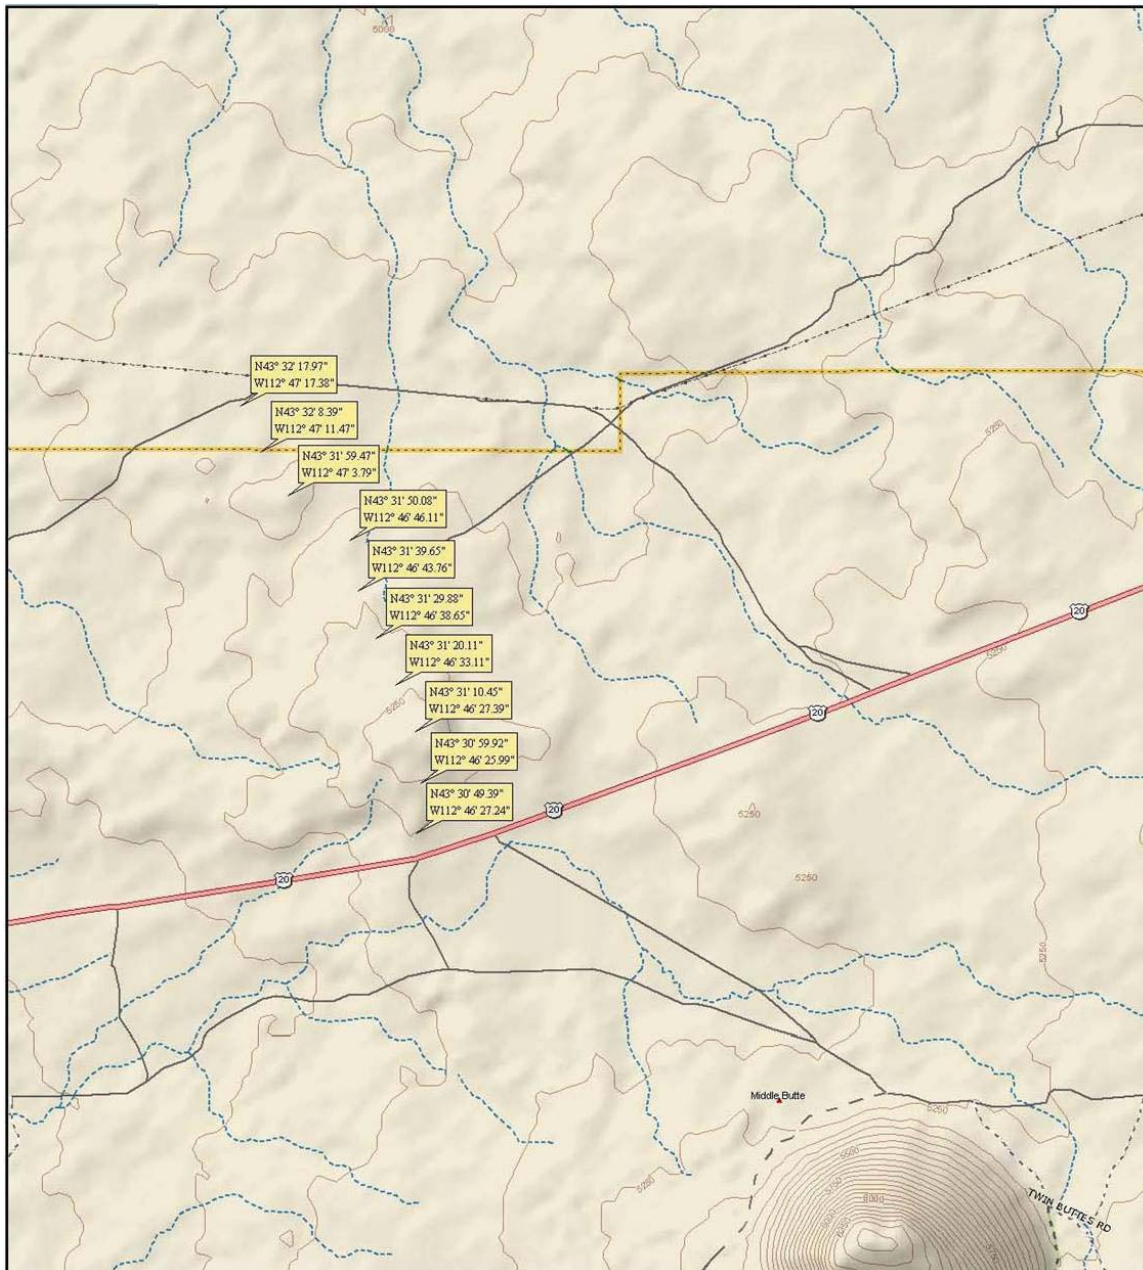 5000
N43° 32' 17.97"
W112° 47' 17.38"
N43° 32' 8.39"
W112° 47' 11.47"
N43° 31' 59.47"
W112° 47' 3.79"
5250
N43° 31' 50.08"
W112° 46' 46.11"
N43° 31' 39.65"
W112° 46' 43.76"
N43° 31' 29.88"
W112° 46' 38.65"
20
N43° 31' 20.11"
W112° 46' 33.11"
5250
N43° 31' 10.45"
W112° 46' 27.39"
5250
20
N43° 30' 59.92"
W112° 46' 25.99"
N43° 30' 49.39"
W112° 46' 27.24"
20
5250
20
5250
5250
Middle Butte
5250
5500
5250
5750
6000
TWIN BUTTES RD